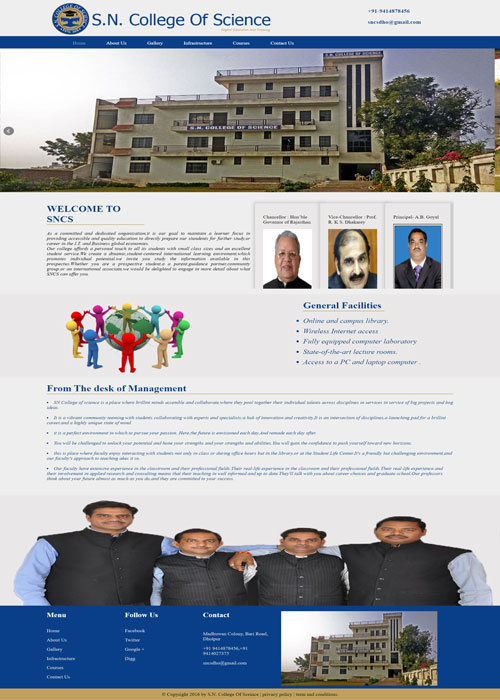 S.N. College Of Science
Higher Education and Training
+91-9414878456
sncsdho@gmail.com
Home About Us Gallery Infrastructure Courses Contact Us
S.N. COLLEGE OF SCIENCE
S.N. COLLEGE OF SCIENCE
WELCOME TO
SNCS
As a committed and dedicated organization.it is our goal to maintain a learner focus in
providing accessible and quality education to directly prepare our standents for further study.or
career in the I.T and Business global economies.
Our college affords a personal touch to all its students with small class sizes and an excellent
student service.We create a dinamic,student-centered international learning enviroment,which
promotes individual potential.we invite you study the information available in this
prospectus.Whether you are a prospective student.a a parent.guidance partner.community
group.or an international associate.we would be delighted to engage in more detail about what
SNCS can offer you.
Chancellor : Hon'ble
Govenor of Rajasthan
Vice-Chancellor : Prof.
R. K S. Dhakarey
Principal- A.B. Goyal
General Facilities
• Online and campus library.
• Wireless Internet access
• Fully equipped computer laboratory
• State-of-the-art lecture rooms.
• Access to a PC and laptop computer .
From The desk of Management
• SN College of science is a place where brillint minds assemble and collaborate.where they pool together their individual talents across disciplines in services in service of big projects and big
ideas.
• It is a vibrant community teeming with students collaborating with experts and specialists:a hub of innovation and creativity.It is an intersection of disciplines.a launching pad for a brillint
career.and a highly unique state of mind
• it is a perfect environment in which to pursue your passion. Here.the future is envisioned each day.And remade each day after
• You will be challenged to unlock your potential and hone your strengths and your strengths and abilities.You will gain the confidence to push yourself toward new horizons.
• this is place where faculty enjoy interacting with students not only in class or during office hours but in the library.or at the Student Life Center.It's a friendly but challenging environment.and
our faculty's approach to teaching akes it so.
• Our faculty have extensive experience in the classroom and their professional fields.Their real-life experience in the classroom and their professional fields.Their real-life experience and
their involvement in applied research and consulting means that their teaching in well-informed and up-to date.They'll talk with you about career choices and graduate school.Our professors
think about your future almost as much as you do.and they are committed to your success.
Menu
Home
About Us
Gallery
Infrastructure
Courses
Contact Us
Follow Us
Facebook
Twitter
Google +
Digg
Contact
Madhuwan Colony, Bari Road,
Dholpur
+91 9414878456,+91
9414027375
sncsdho@gmail.com
© Copyright 2016 by S.N. College Of Science | privacy policy | tern and conditions.